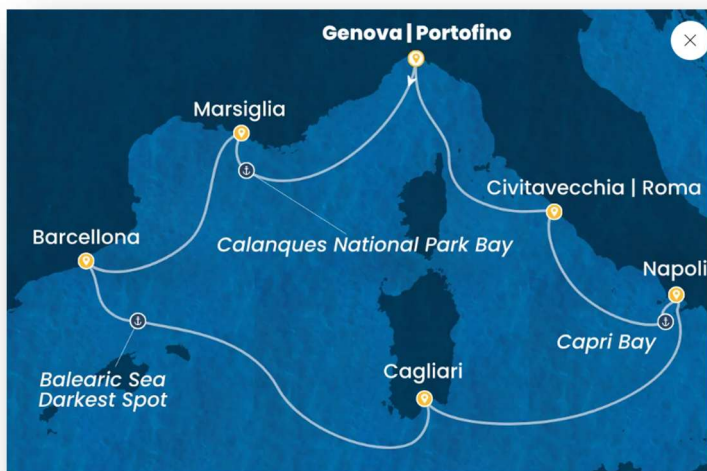 Genova | Portofino
Marsiglia
Civitavecchia | Roma
Barcellona
Calanques National Park Bay
Napoli
Capri Bay
Cagliari
Balearic Sea
Darkest Spot